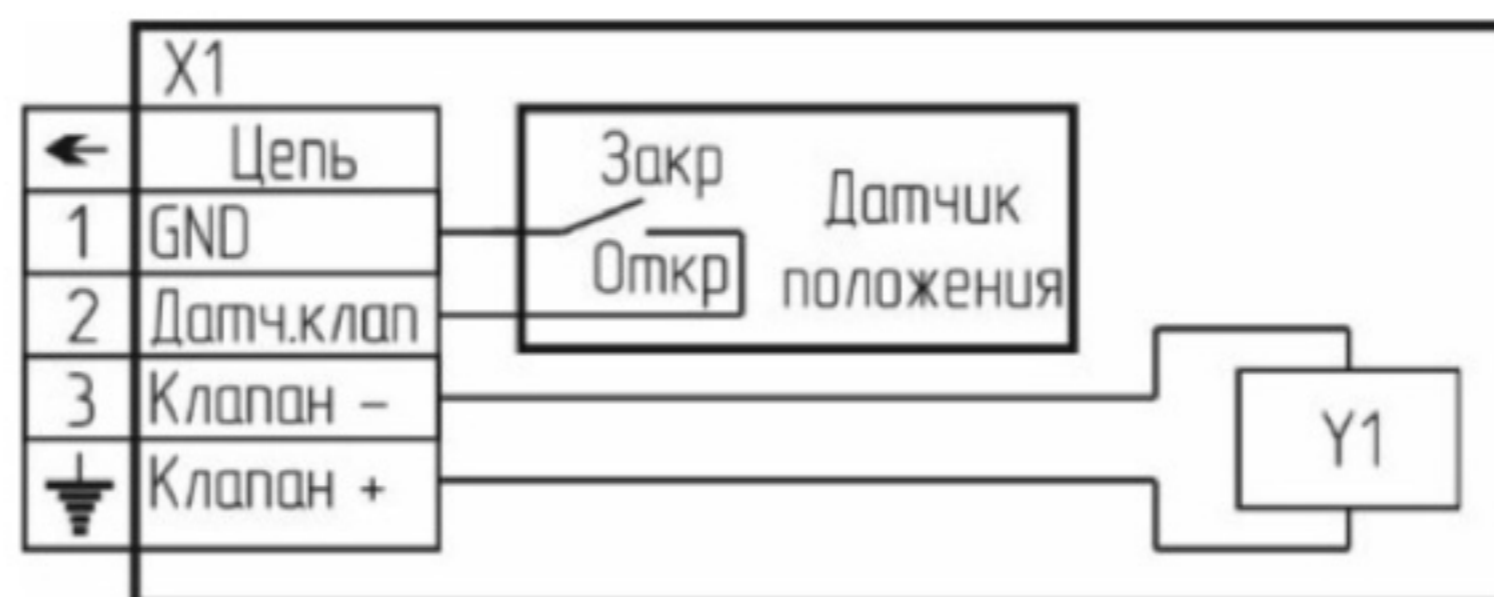 X1
Цепь
1 GND
2 Датч.клап
3 Клапан -
Клапан +
Закр
Откр
Датчик
положения
Y1